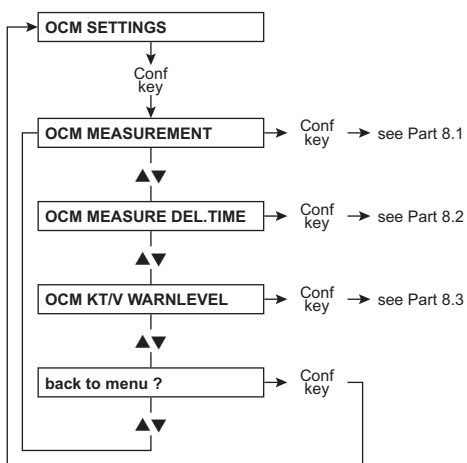 OCM SETTINGS
Conf
key
OCM MEASUREMENT
Conf
key
see Part 8.1
▲▼
OCM MEASURE DEL.TIME
Conf
key
see Part 8.2
▲▼
OCM KT/V WARNLEVEL
Conf
key
see Part 8.3
▲▼
back to menu ?
Conf
key
▲▼